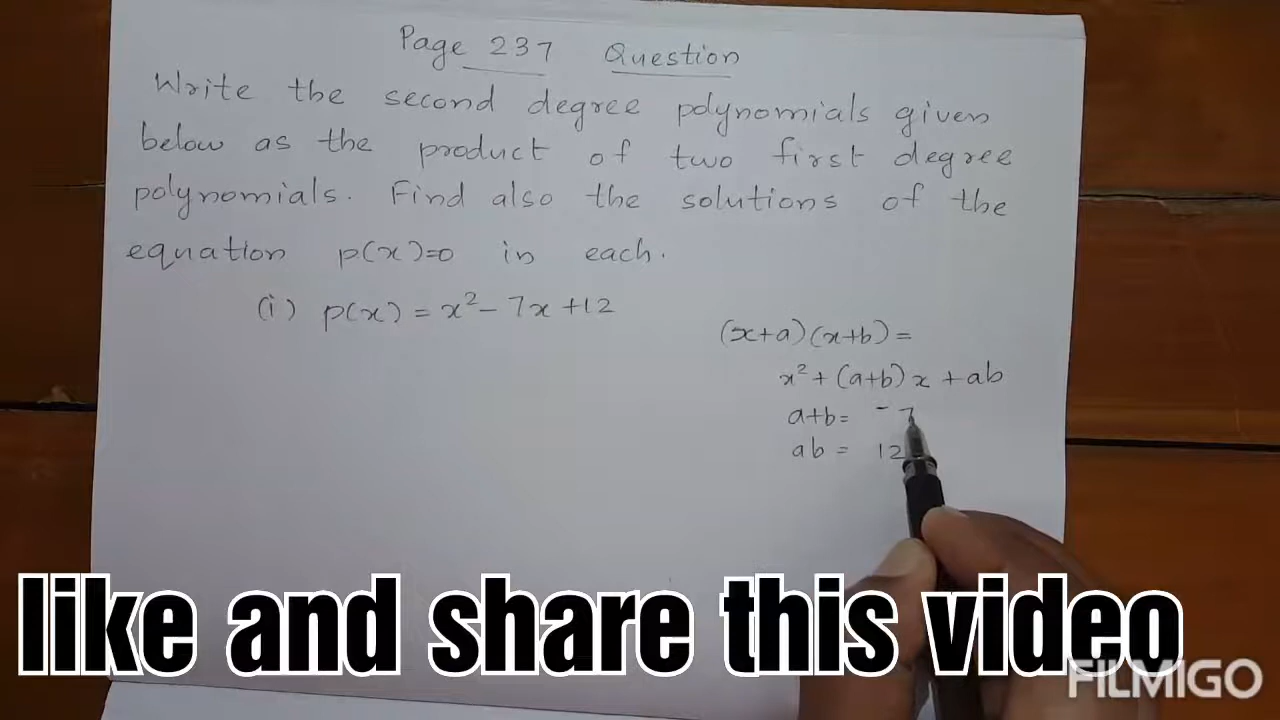 Page 237 Question
Write the second degree polynomials given
below as the product of two first degree
polynomials. Find also the solutions of the
equation p(x)=0 in each.
(i) p(x) = x² - 7x + 12
(x+a)(x+b) =
x² + (a+b)x + ab
a+b = -7
ab = 12
like and share this video
FILMIGO